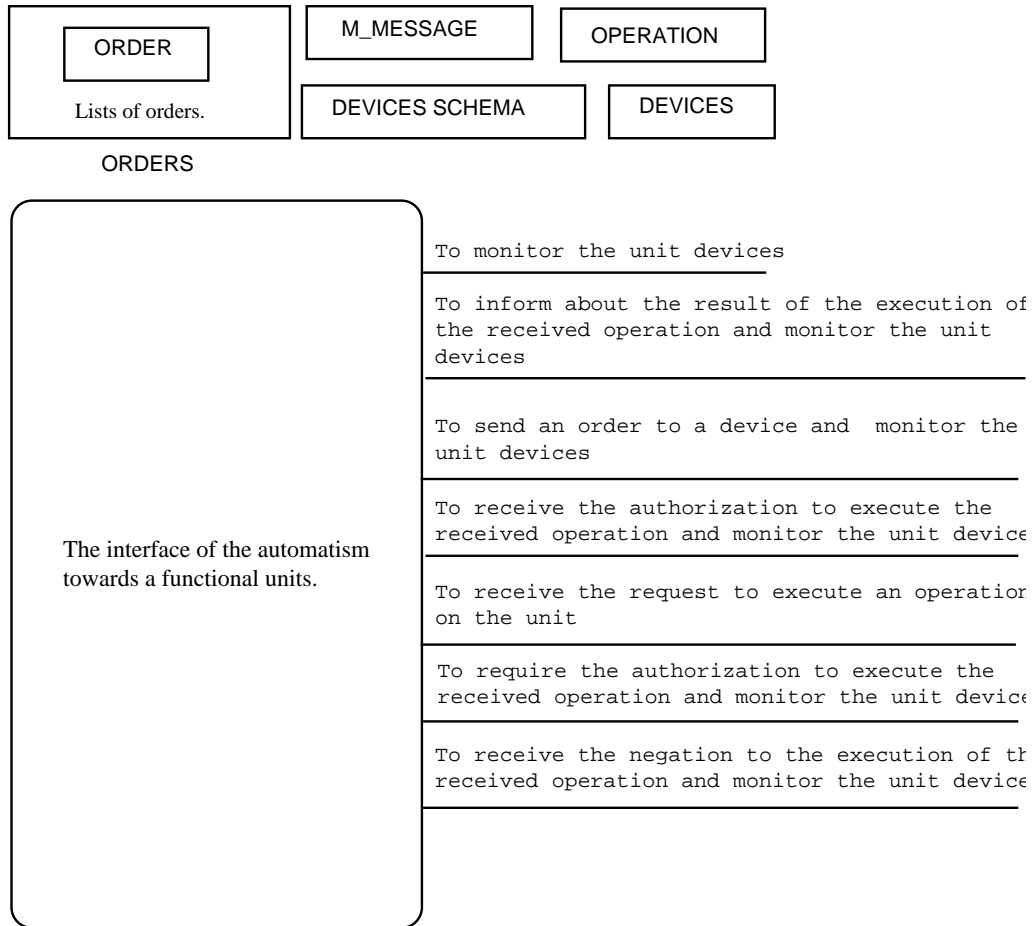 ORDER
Lists of orders.
ORDERS
M_MESSAGE
OPERATION
DEVICES SCHEMA
DEVICES
The interface of the automatism
towards a functional units.
To monitor the unit devices
To inform about the result of the execution of
the received operation and monitor the unit
devices
To send an order to a device and  monitor the
unit devices
To receive the authorization to execute the
received operation and monitor the unit device
To receive the request to execute an operation
on the unit
To require the authorization to execute the
received operation and monitor the unit device
To receive the negation to the execution of th
received operation and monitor the unit device